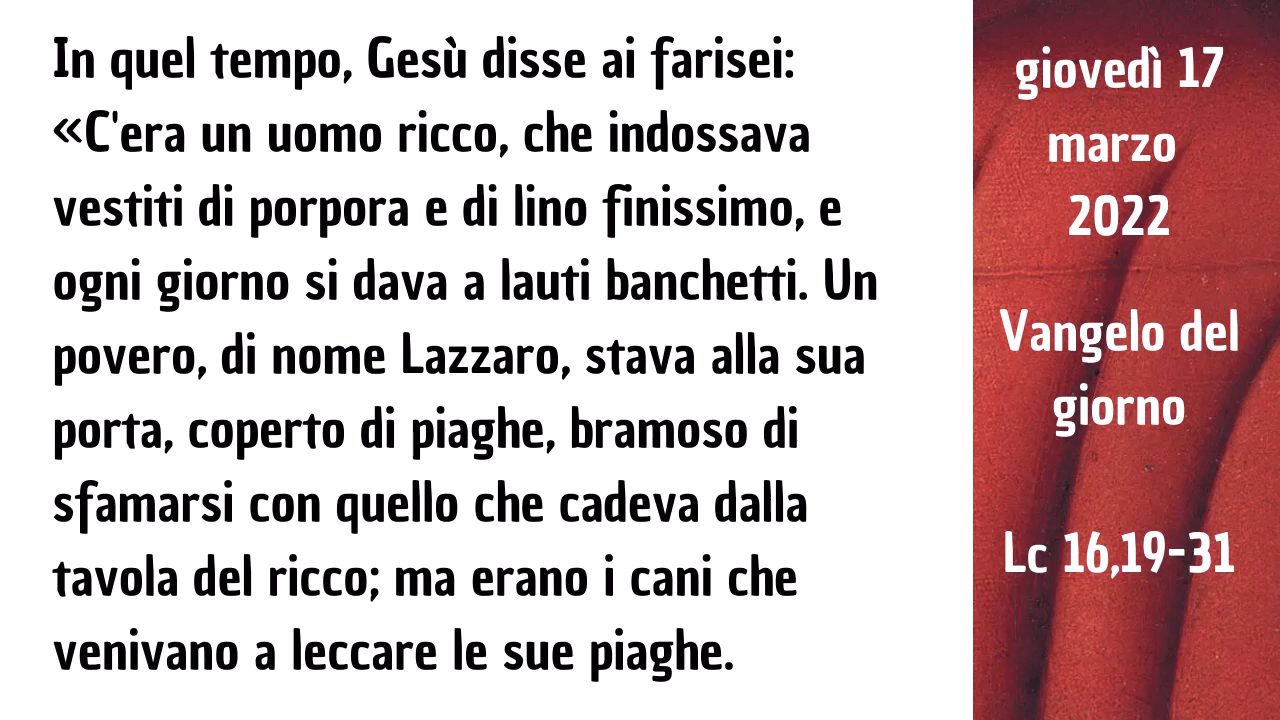 In quel tempo, Gesù disse ai farisei:
«C'era un uomo ricco, che indossava
vestiti di porpora e di lino finissimo, e
ogni giorno si dava a lauti banchetti. Un
povero, di nome Lazzaro, stava alla sua
porta, coperto di piaghe, bramoso di
sfamarsi con quello che cadeva dalla
tavola del ricco; ma erano i cani che
venivano a leccare le sue piaghe.
giovedì 17
marzo
2022
Vangelo del
giorno
Lc 16,19-31